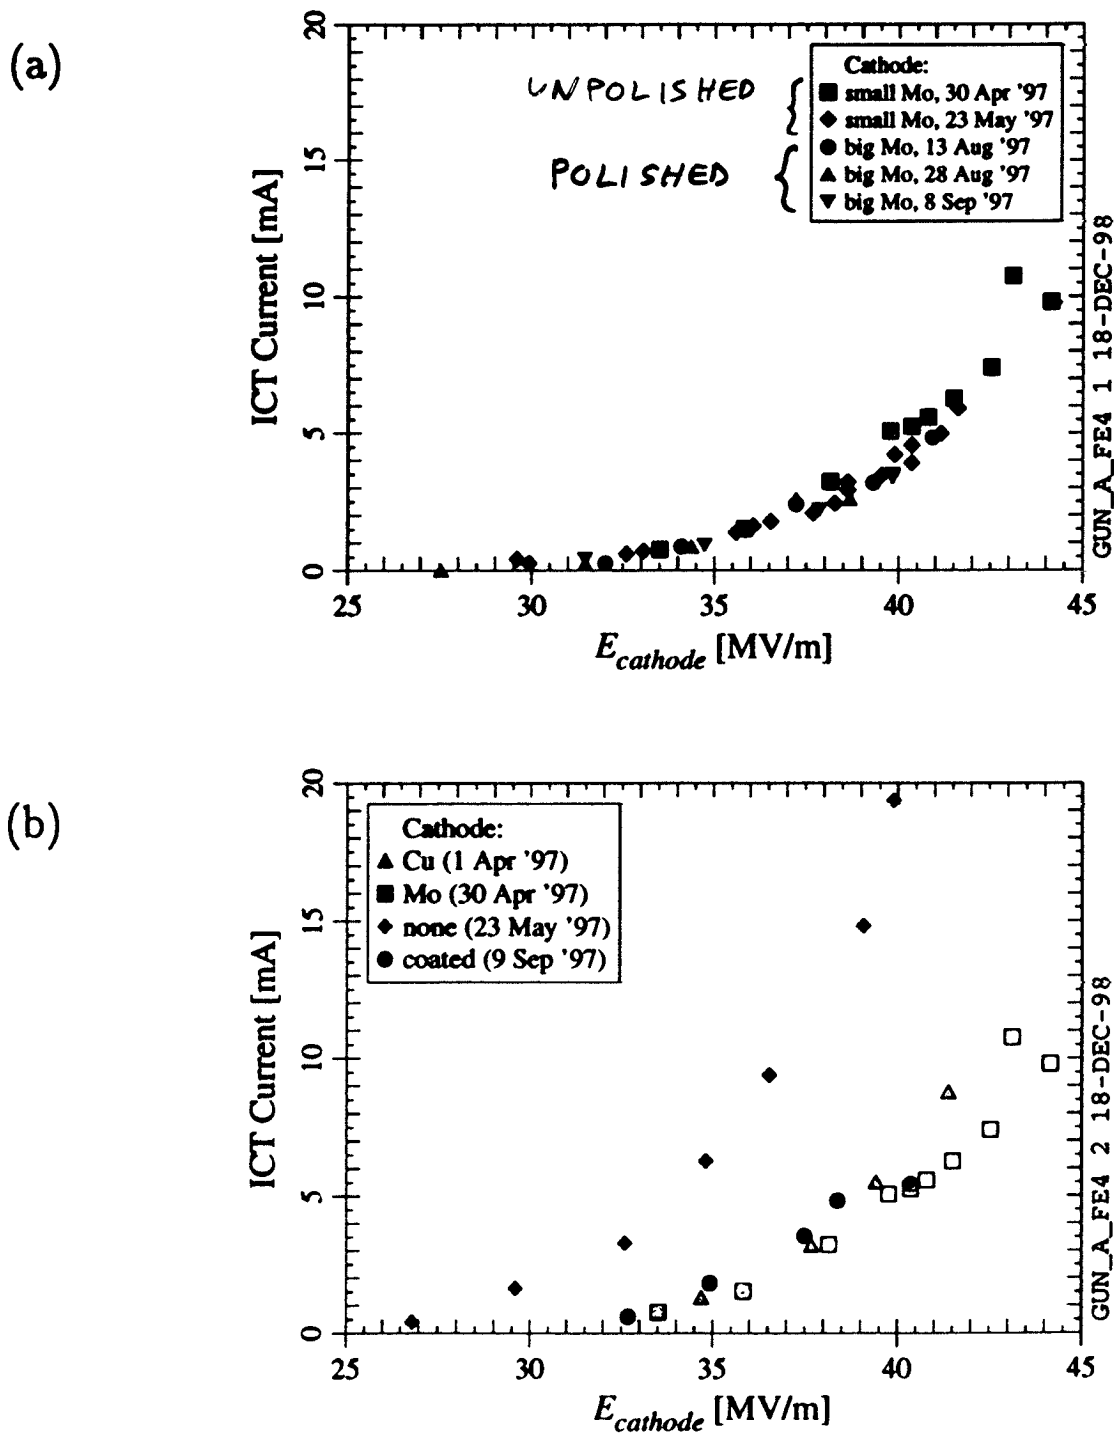 (a)
20
15
10
5
0
ICT Current [mA]
UNPOLISHED
POLISHED
Cathode:
small Mo, 30 Apr '97
small Mo, 23 May '97
big Mo, 13 Aug '97
big Mo, 28 Aug '97
big Mo, 8 Sep '97
25 30 35 40 45
E_cathode [MV/m]
GUN_A_FE4 1 18-DEC-98
(b)
20
15
10
5
0
ICT Current [mA]
Cathode:
Cu (1 Apr '97)
Mo (30 Apr '97)
none (23 May '97)
coated (9 Sep '97)
25 30 35 40 45
E_cathode [MV/m]
GUN_A_FE4 2 18-DEC-98